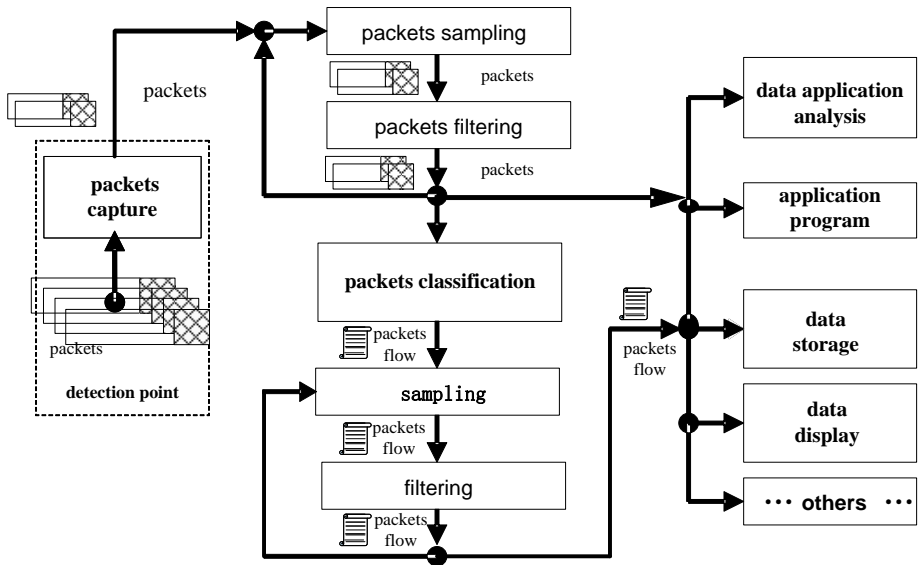 packets sampling
packets
packets
packets filtering
packets
packets
capture
packets
detection point
packets classification
packets
flow
sampling
packets
flow
filtering
packets
flow
packets
flow
data application
analysis
application
program
data
storage
data
display
··· others ···